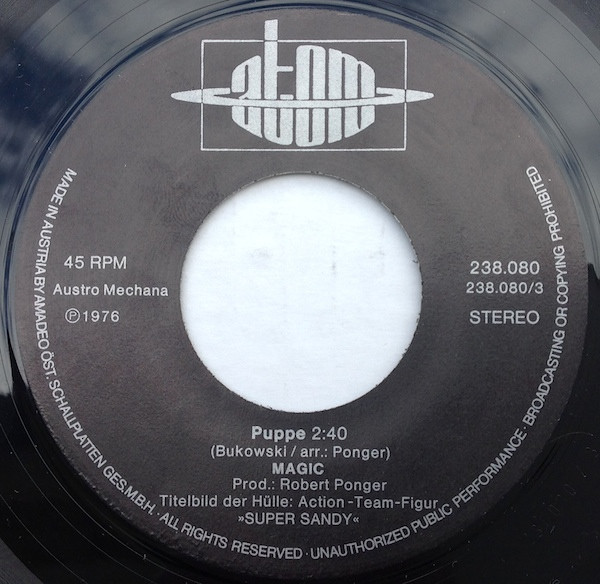 atom
45 RPM
Austro Mechana
Ⓟ1976
238.080
238.080/3
STEREO
Puppe 2:40
(Bukowski / arr.: Ponger)
MAGIC
Prod.: Robert Ponger
Titelbild der Hülle: Action-Team-Figur
»SUPER SANDY«
MADE IN AUSTRIA BY AMADEO ÖST. SCHALLPLATTEN GES.M.B.H. · ALL RIGHTS RESERVED · UNAUTHORIZED PUBLIC PERFORMANCE · BROADCASTING OR COPYING PROHIBITED